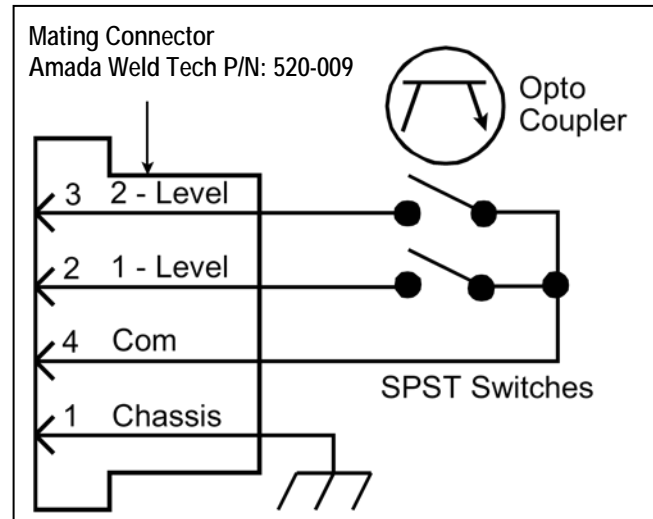 Mating Connector
Amada Weld Tech P/N: 520-009
Opto
Coupler
3 2 - Level
2 1 - Level
4 Com
SPST Switches
1 Chassis